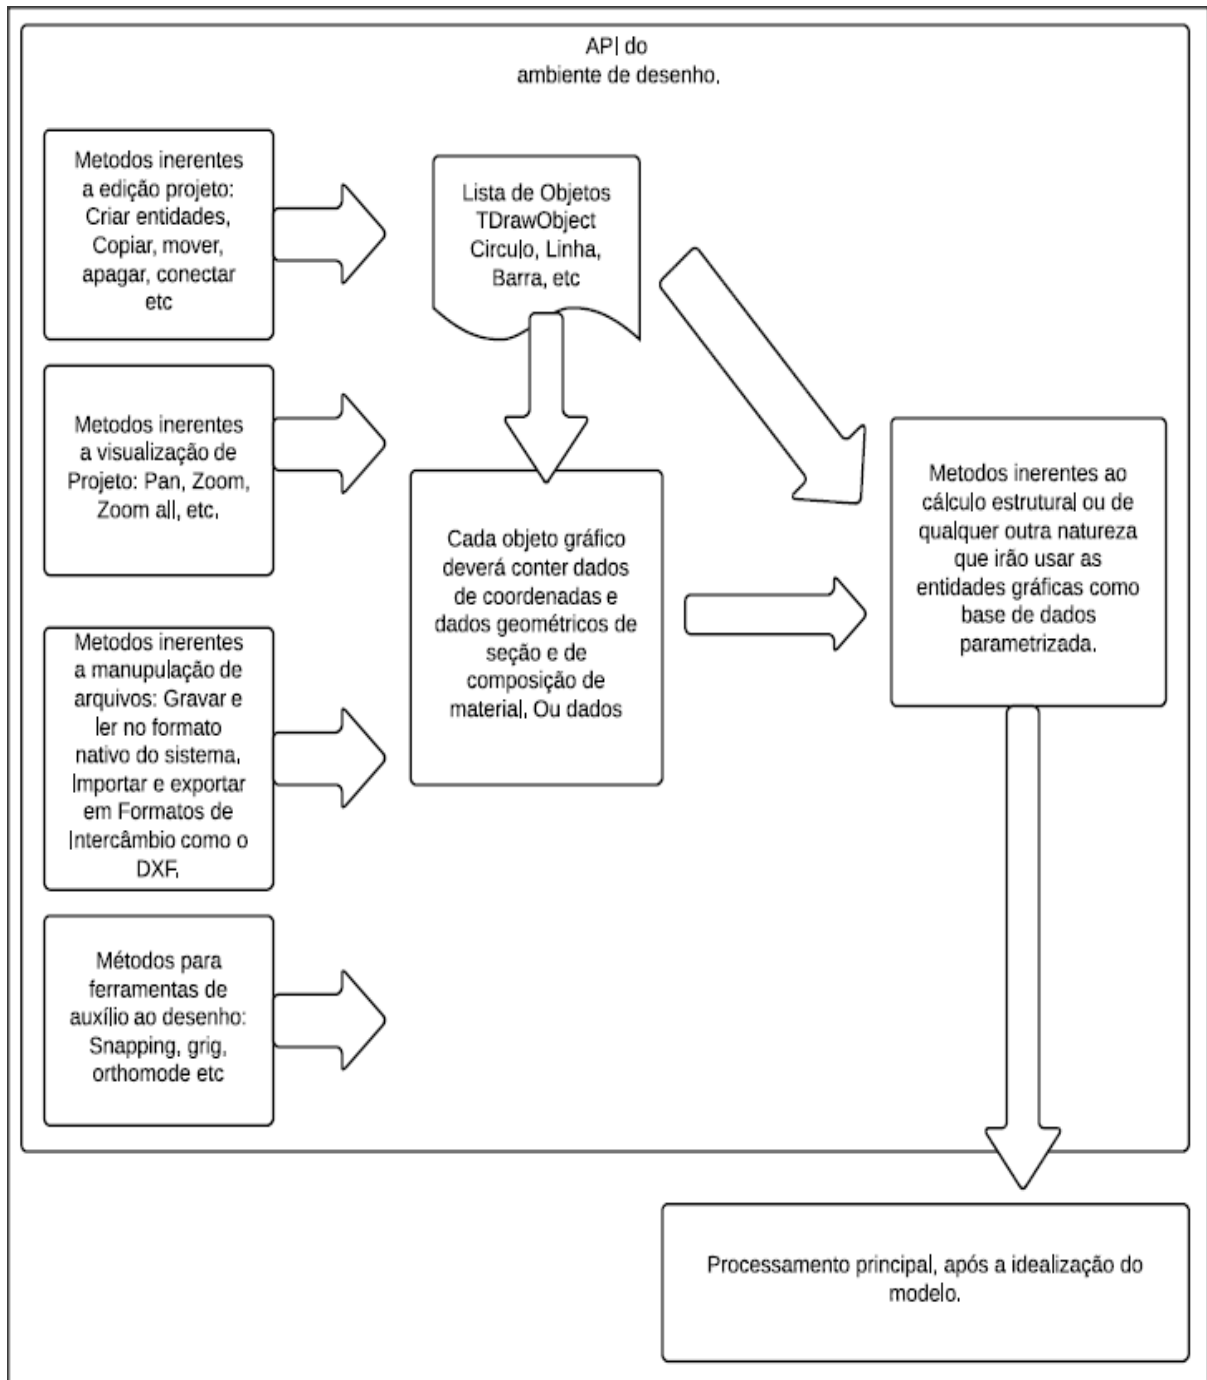 API do
ambiente de desenho.
Metodos inerentes
a edição projeto:
Criar entidades,
Copiar, mover,
apagar, conectar
etc
Lista de Objetos
TDrawObject
Circulo, Linha,
Barra, etc
Metodos inerentes
a visualização de
Projeto: Pan, Zoom,
Zoom all, etc.
Cada objeto gráfico
deverá conter dados
de coordenadas e
dados geométricos de
seção e de
composição de
material. Ou dados
Metodos inerentes ao
cálculo estrutural ou de
qualquer outra natureza
que irão usar as
entidades gráficas como
base de dados
parametrizada.
Metodos inerentes
a manupulação de
arquivos: Gravar e
ler no formato
nativo do sistema.
Importar e exportar
em Formatos de
Intercâmbio como o
DXF.
Métodos para
ferramentas de
auxílio ao desenho:
Snapping, grig,
orthomode etc
Processamento principal, após a idealização do
modelo.